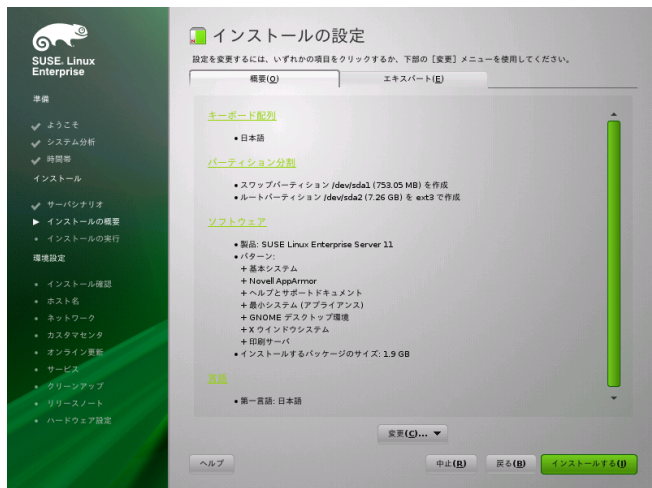 SUSE. Linux
Enterprise
準備
ようこそ
システム分析
時間帯
インストール
サーバシナリオ
インストールの概要
インストールの実行
環境設定
インストール確認
ホスト名
ネットワーク
カスタマセンタ
オンライン更新
サービス
クリーンアップ
リリースノート
ハードウェア設定
インストールの設定
設定を変更するには、いずれかの項目をクリックするか、下部の [変更] メニューを使用してください。
概要(O)
エキスパート(E)
キーボード配列
• 日本語
パーティション分割
• スワップパーティション /dev/sda1 (753.05 MB) を作成
• ルートパーティション /dev/sda2 (7.26 GB) を ext3 で作成
ソフトウェア
• 製品: SUSE Linux Enterprise Server 11
• パターン:
+ 基本システム
+ Novell AppArmor
+ ヘルプとサポートドキュメント
+ 最小システム (アプライアンス)
+ GNOME デスクトップ環境
+ X ウインドウシステム
+ 印刷サーバ
• インストールするパッケージのサイズ: 1.9 GB
言語
• 第一言語: 日本語
変更(C)...
ヘルプ
中止(R)
戻る(B)
インストールする(I)